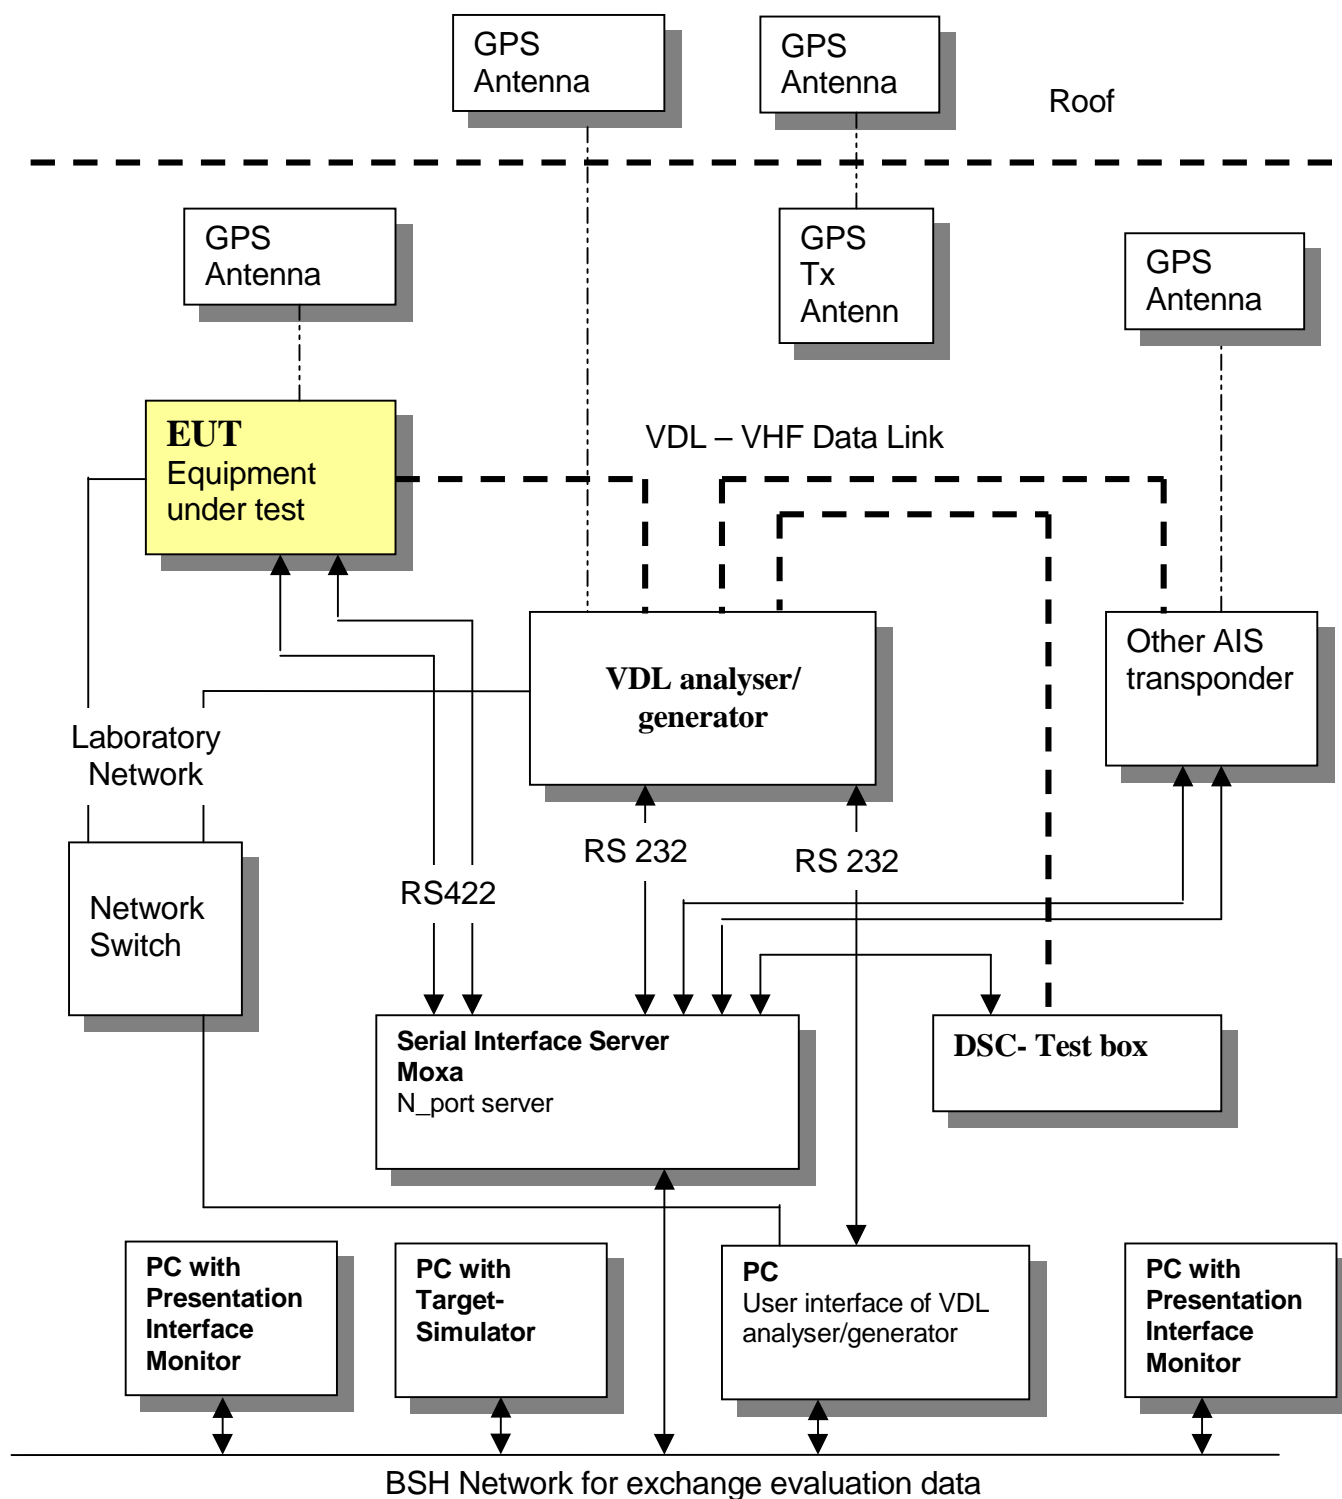 GPS
Antenna
GPS
Antenna
Roof
GPS
Antenna
GPS
Tx
Antenn
GPS
Antenna
EUT
Equipment
under test
VDL – VHF Data Link
VDL analyser/
generator
Other AIS
transponder
Laboratory
Network
RS 232
RS 232
RS422
Network
Switch
Serial Interface Server
Moxa
N_port server
DSC- Test box
PC with
Presentation
Interface
Monitor
PC with
Target-
Simulator
PC
User interface of VDL
analyser/generator
PC with
Presentation
Interface
Monitor
BSH Network for exchange evaluation data